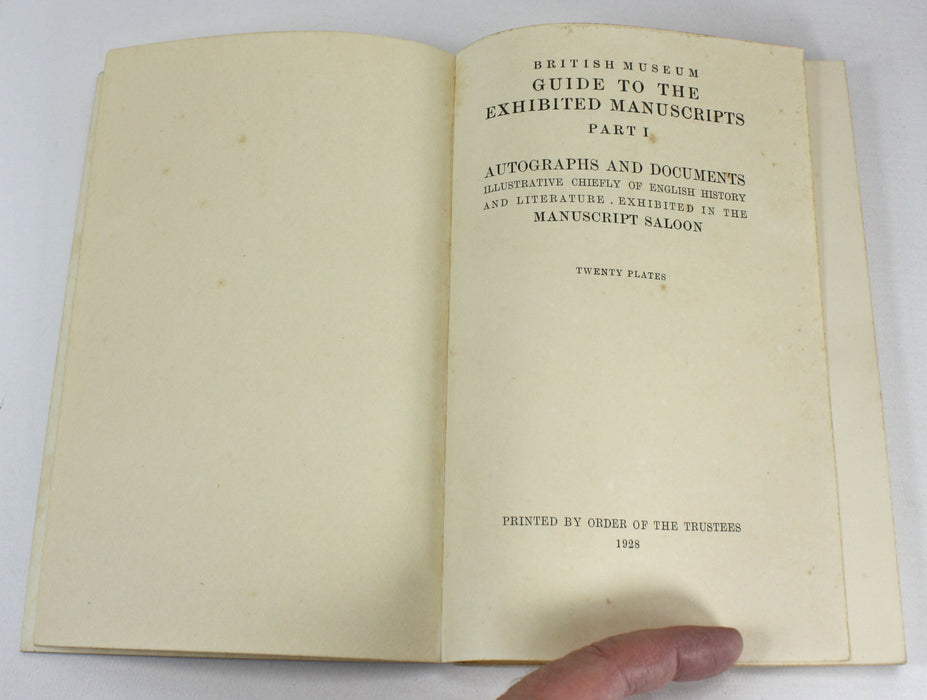 BRITISH MUSEUM
GUIDE TO THE
EXHIBITED MANUSCRIPTS
PART I
AUTOGRAPHS AND DOCUMENTS
ILLUSTRATIVE CHIEFLY OF ENGLISH HISTORY
AND LITERATURE . EXHIBITED IN THE
MANUSCRIPT SALOON
TWENTY PLATES
PRINTED BY ORDER OF THE TRUSTEES
1928